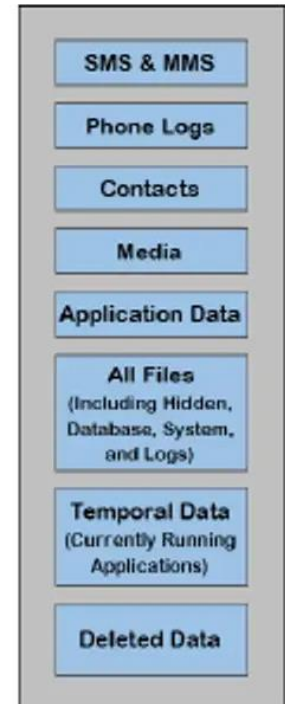 SMS & MMS
Phone Logs
Contacts
Media
Application Data
All Files
(Including Hidden,
Database, System,
and Logs)
Temporal Data
(Currently Running
Applications)
Deleted Data